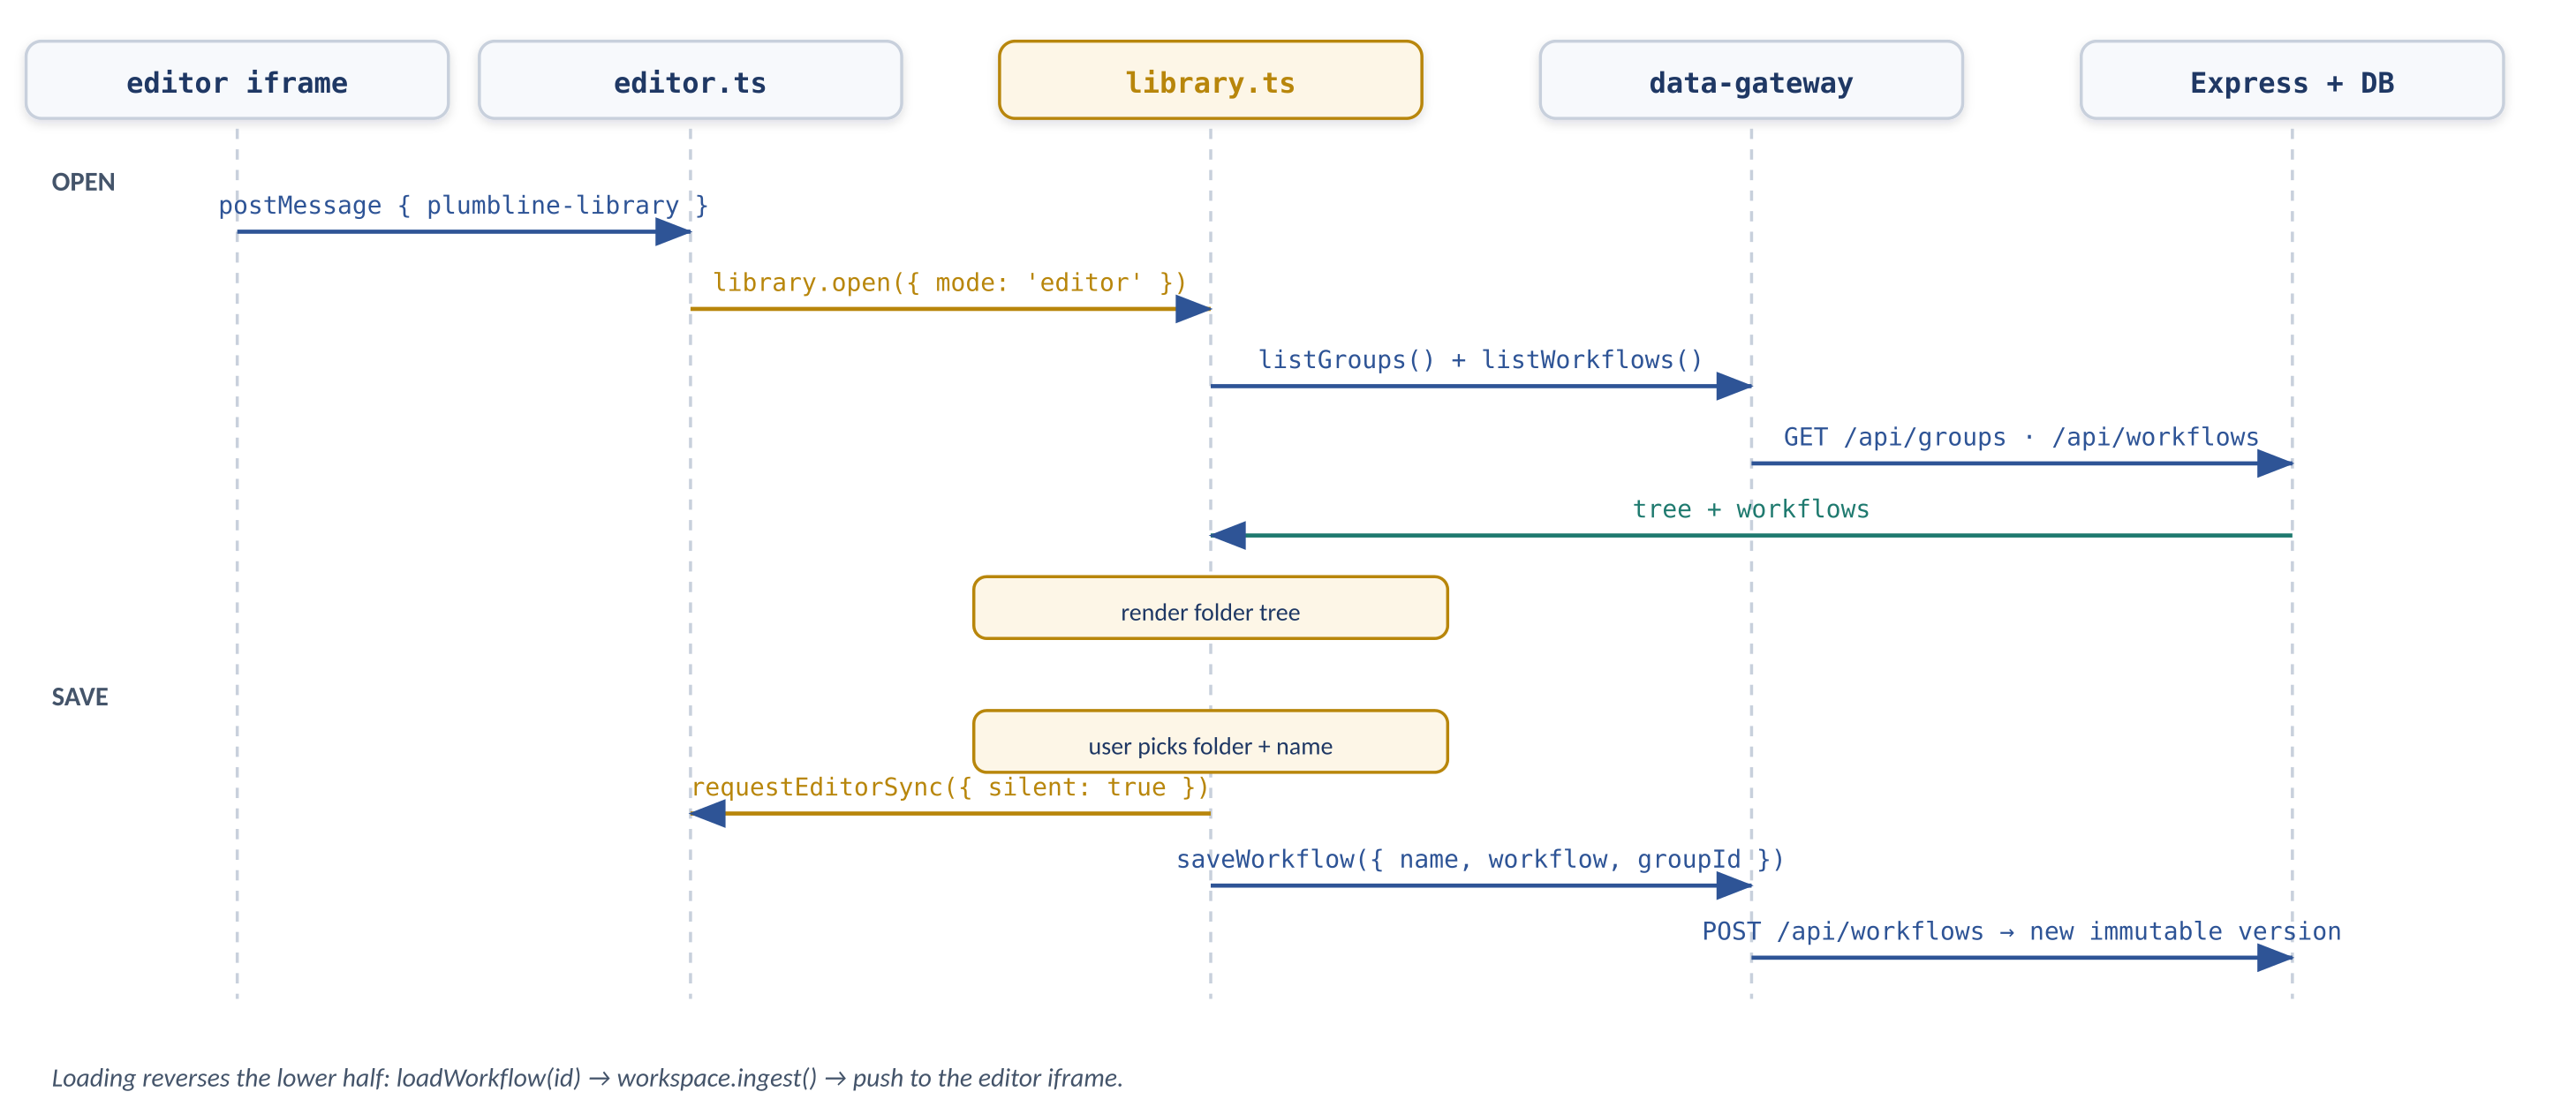 editor iframe
editor.ts
library.ts
data-gateway
Express + DB
OPEN
postMessage { plumbline-library }
library.open({ mode: 'editor' })
listGroups() + listWorkflows()
GET /api/groups · /api/workflows
tree + workflows
render folder tree
SAVE
user picks folder + name
requestEditorSync({ silent: true })
saveWorkflow({ name, workflow, groupId })
POST /api/workflows → new immutable version
Loading reverses the lower half: loadWorkflow(id) → workspace.ingest() → push to the editor iframe.